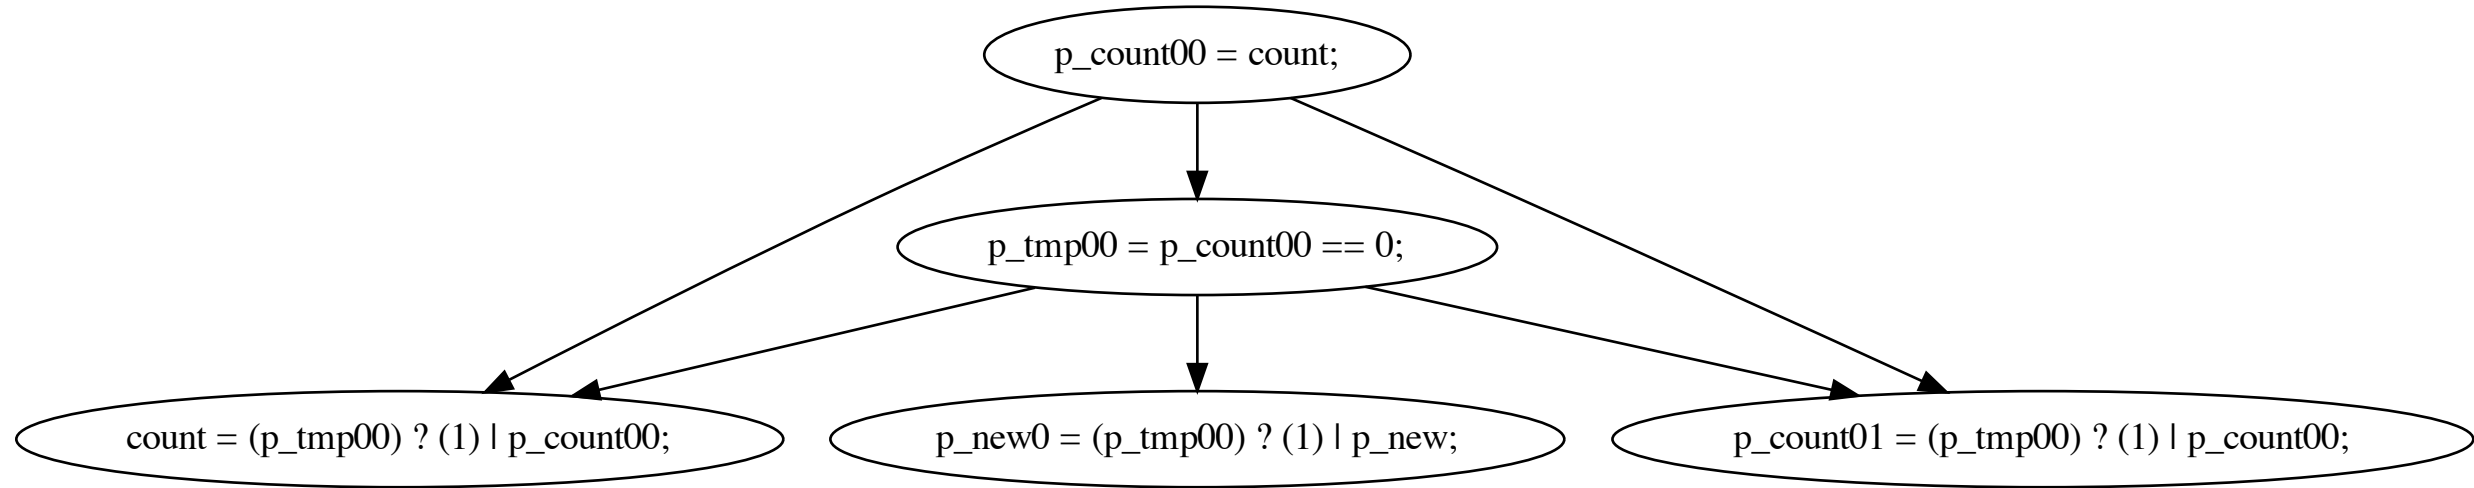 p_count00 = count;
p_tmp00 = p_count00 == 0;
count = (p_tmp00) ? (1) | p_count00;
p_new0 = (p_tmp00) ? (1) | p_new;
p_count01 = (p_tmp00) ? (1) | p_count00;